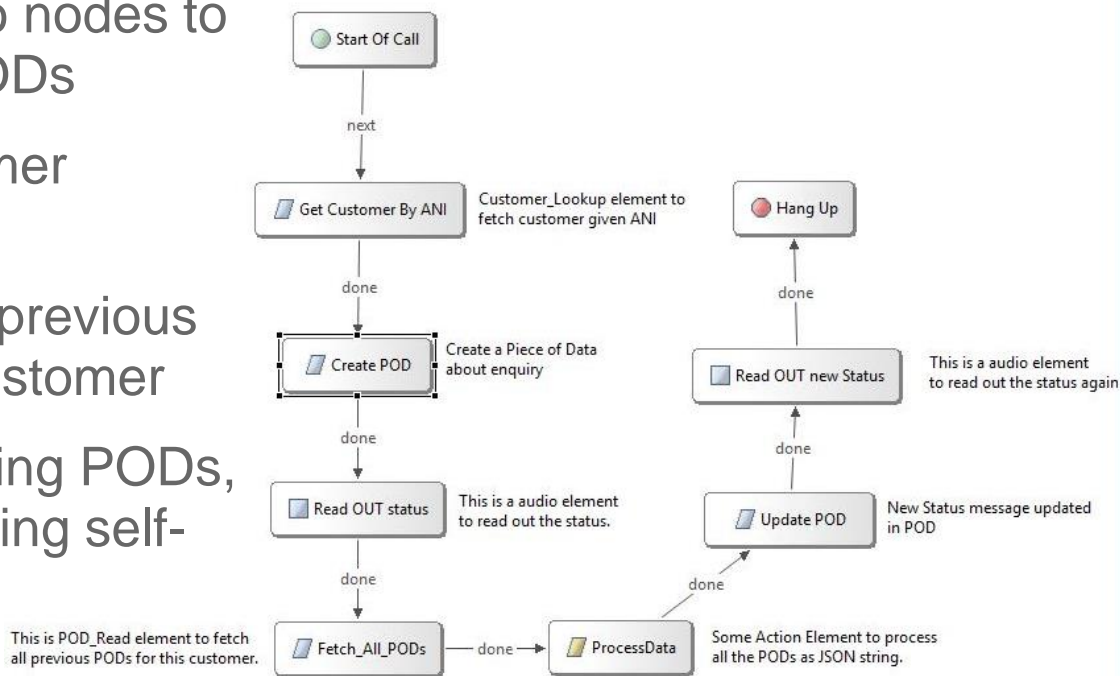 o nodes to
ODs
ner
previous
stomer
ing PODs,
ing self-
Start Of Call
next
Get Customer By ANI
Customer_Lookup element to
fetch customer given ANI
done
Create POD
Create a Piece of Data
about enquiry
done
Read OUT status
This is a audio element
to read out the status.
done
This is POD_Read element to fetch
all previous PODs for this customer.
Fetch_All_PODs
done
ProcessData
Some Action Element to process
all the PODs as JSON string.
done
Update POD
New Status message updated
in POD
done
Read OUT new Status
This is a audio element
to read out the status again
done
Hang Up